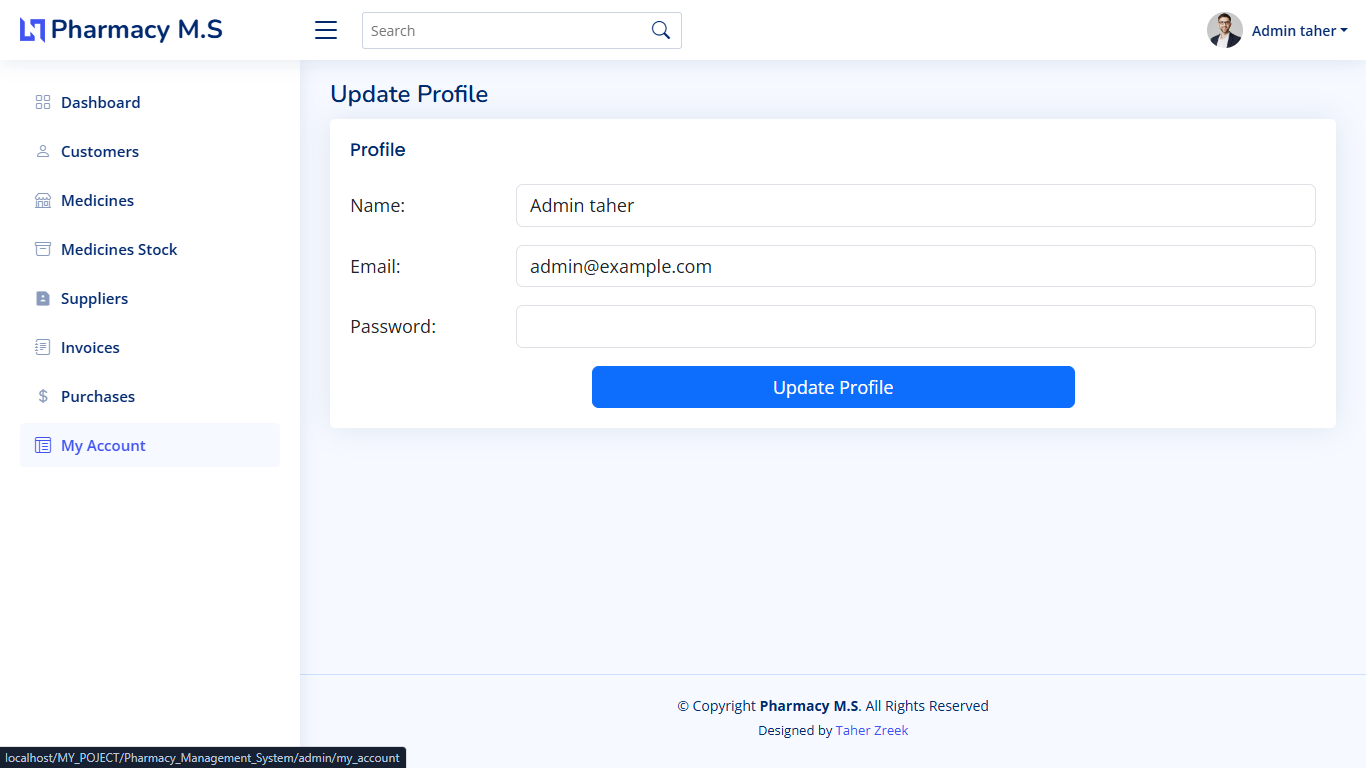 Pharmacy M.S
Search
Admin taher
Dashboard
Customers
Medicines
Medicines Stock
Suppliers
Invoices
Purchases
My Account
Update Profile
Profile
Name:
Admin taher
Email:
admin@example.com
Password:
Update Profile
© Copyright Pharmacy M.S. All Rights Reserved
Designed by Taher Zreek
localhost/MY_POJECT/Pharmacy_Management_System/admin/my_account